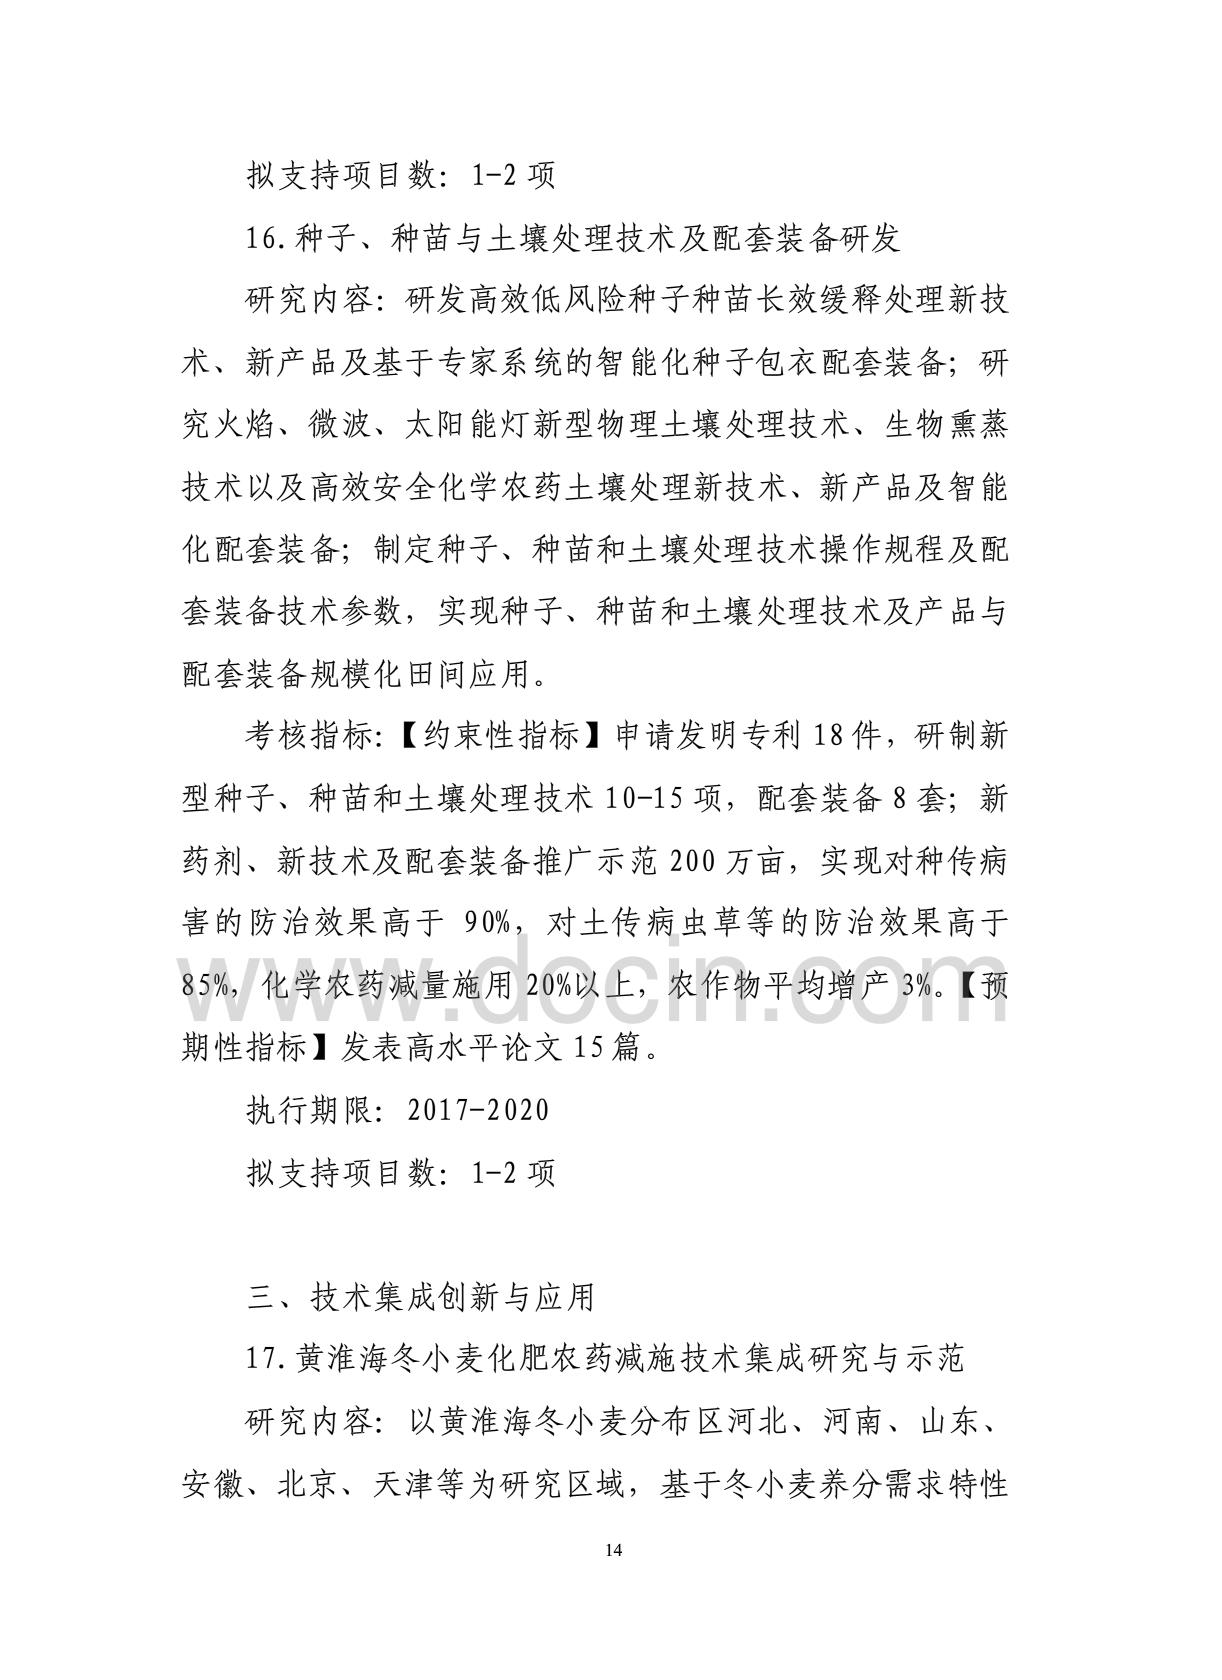 拟支持项目数：1-2 项
16.种子、种苗与土壤处理技术及配套装备研发
研究内容：研发高效低风险种子种苗长效缓释处理新技
术、新产品及基于专家系统的智能化种子包衣配套装备；研
究火焰、微波、太阳能灯新型物理土壤处理技术、生物熏蒸
技术以及高效安全化学农药土壤处理新技术、新产品及智能
化配套装备；制定种子、种苗和土壤处理技术操作规程及配
套装备技术参数，实现种子、种苗和土壤处理技术及产品与
配套装备规模化田间应用。
考核指标：【约束性指标】申请发明专利 18 件，研制新
型种子、种苗和土壤处理技术 10-15 项，配套装备 8 套；新
药剂、新技术及配套装备推广示范 200 万亩，实现对种传病
害的防治效果高于 90%，对土传病虫草等的防治效果高于
85%，化学农药减量施用 20%以上，农作物平均增产 3%。【预
期性指标】发表高水平论文 15 篇。
执行期限：2017-2020
拟支持项目数：1-2 项
三、技术集成创新与应用
17.黄淮海冬小麦化肥农药减施技术集成研究与示范
研究内容：以黄淮海冬小麦分布区河北、河南、山东、
安徽、北京、天津等为研究区域，基于冬小麦养分需求特性
14
www.docin.com